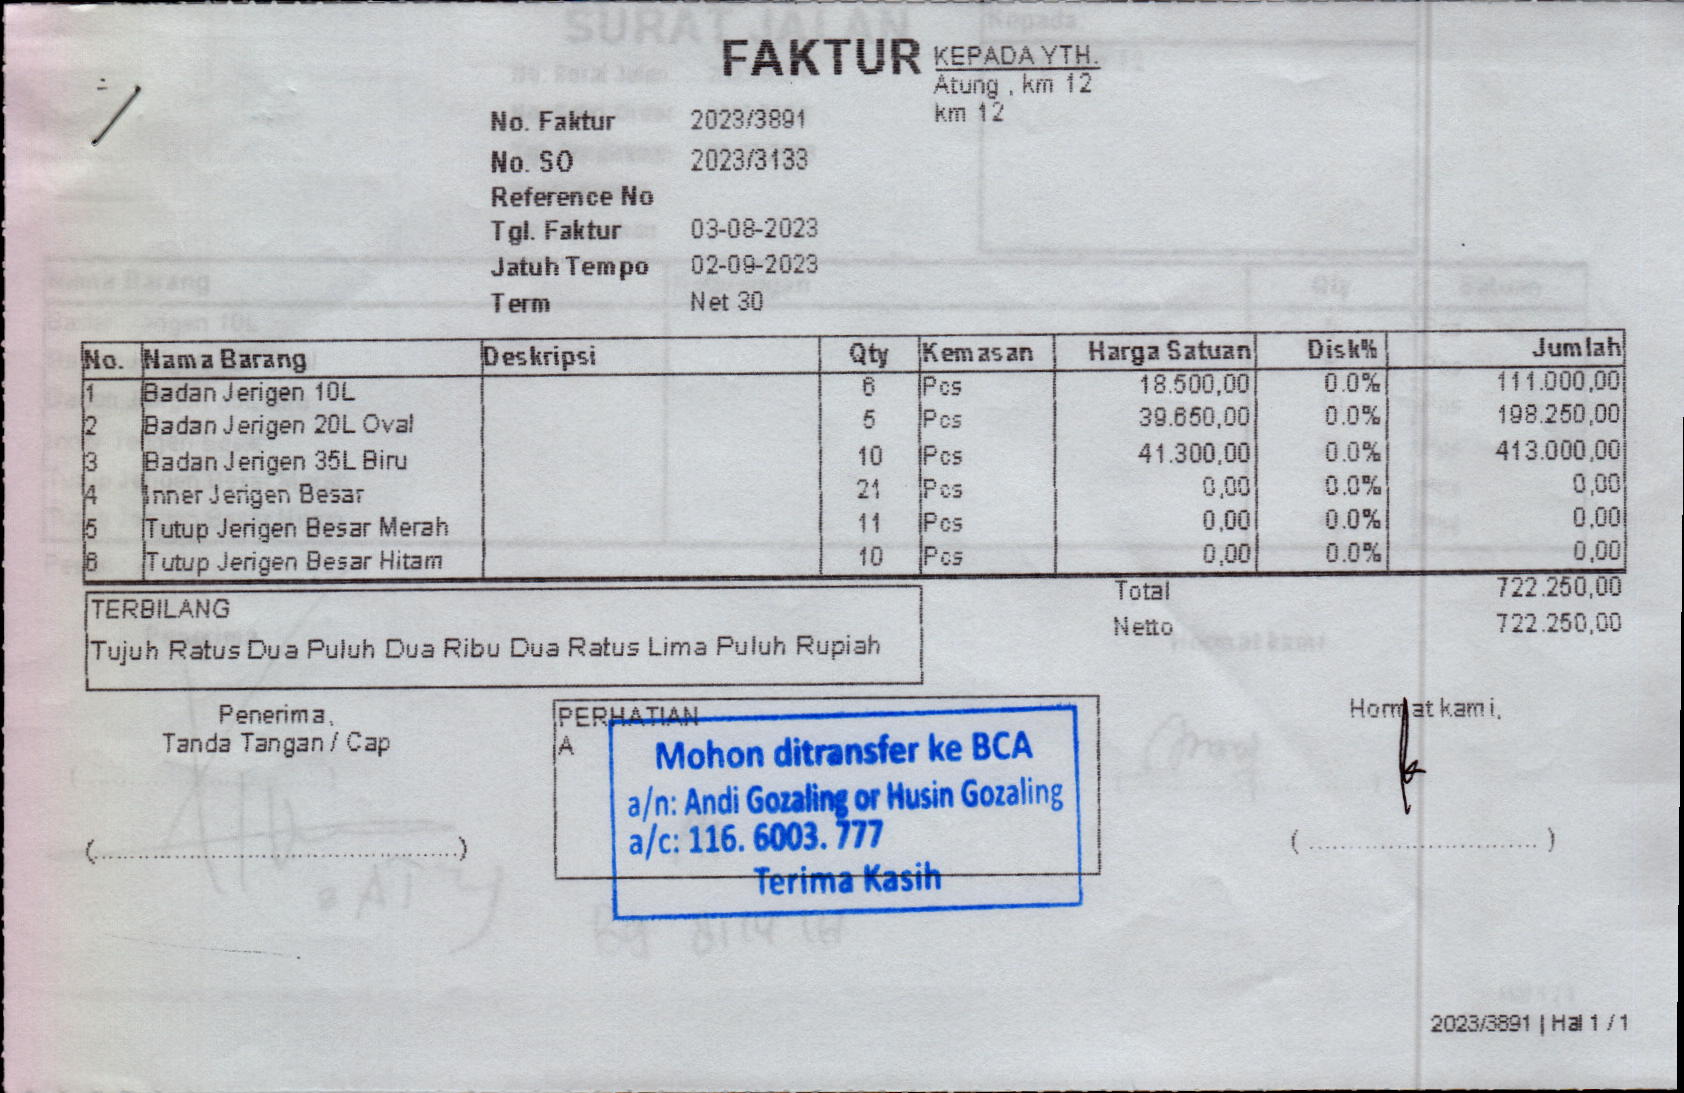 FAKTUR
KEPADA YTH.
Atung , km 12
km 12
No. Faktur 2023/3891
No. SO 2023/3133
Reference No
Tgl. Faktur 03-08-2023
Jatuh Tempo 02-09-2023
Term Net 30
No. Nama Barang Deskripsi Qty Kemasan Harga Satuan Disk% Jumlah
1 Badan Jerigen 10L 6 Pcs 18.500,00 0.0% 111.000,00
2 Badan Jerigen 20L Oval 5 Pcs 39.650,00 0.0% 198.250,00
3 Badan Jerigen 35L Biru 10 Pcs 41.300,00 0.0% 413.000,00
4 Inner Jerigen Besar 21 Pcs 0,00 0.0% 0,00
5 Tutup Jerigen Besar Merah 11 Pcs 0,00 0.0% 0,00
6 Tutup Jerigen Besar Hitam 10 Pcs 0,00 0.0% 0,00
Total 722.250,00
Netto 722.250,00
TERBILANG
Tujuh Ratus Dua Puluh Dua Ribu Dua Ratus Lima Puluh Rupiah
Penerima,
Tanda Tangan / Cap
(..........................................................)
PERHATIAN
A
Mohon ditransfer ke BCA
a/n: Andi Gozaling or Husin Gozaling
a/c: 116. 6003. 777
Terima Kasih
Hormat kami,
( .................................... )
2023/3891 | Hal 1 / 1